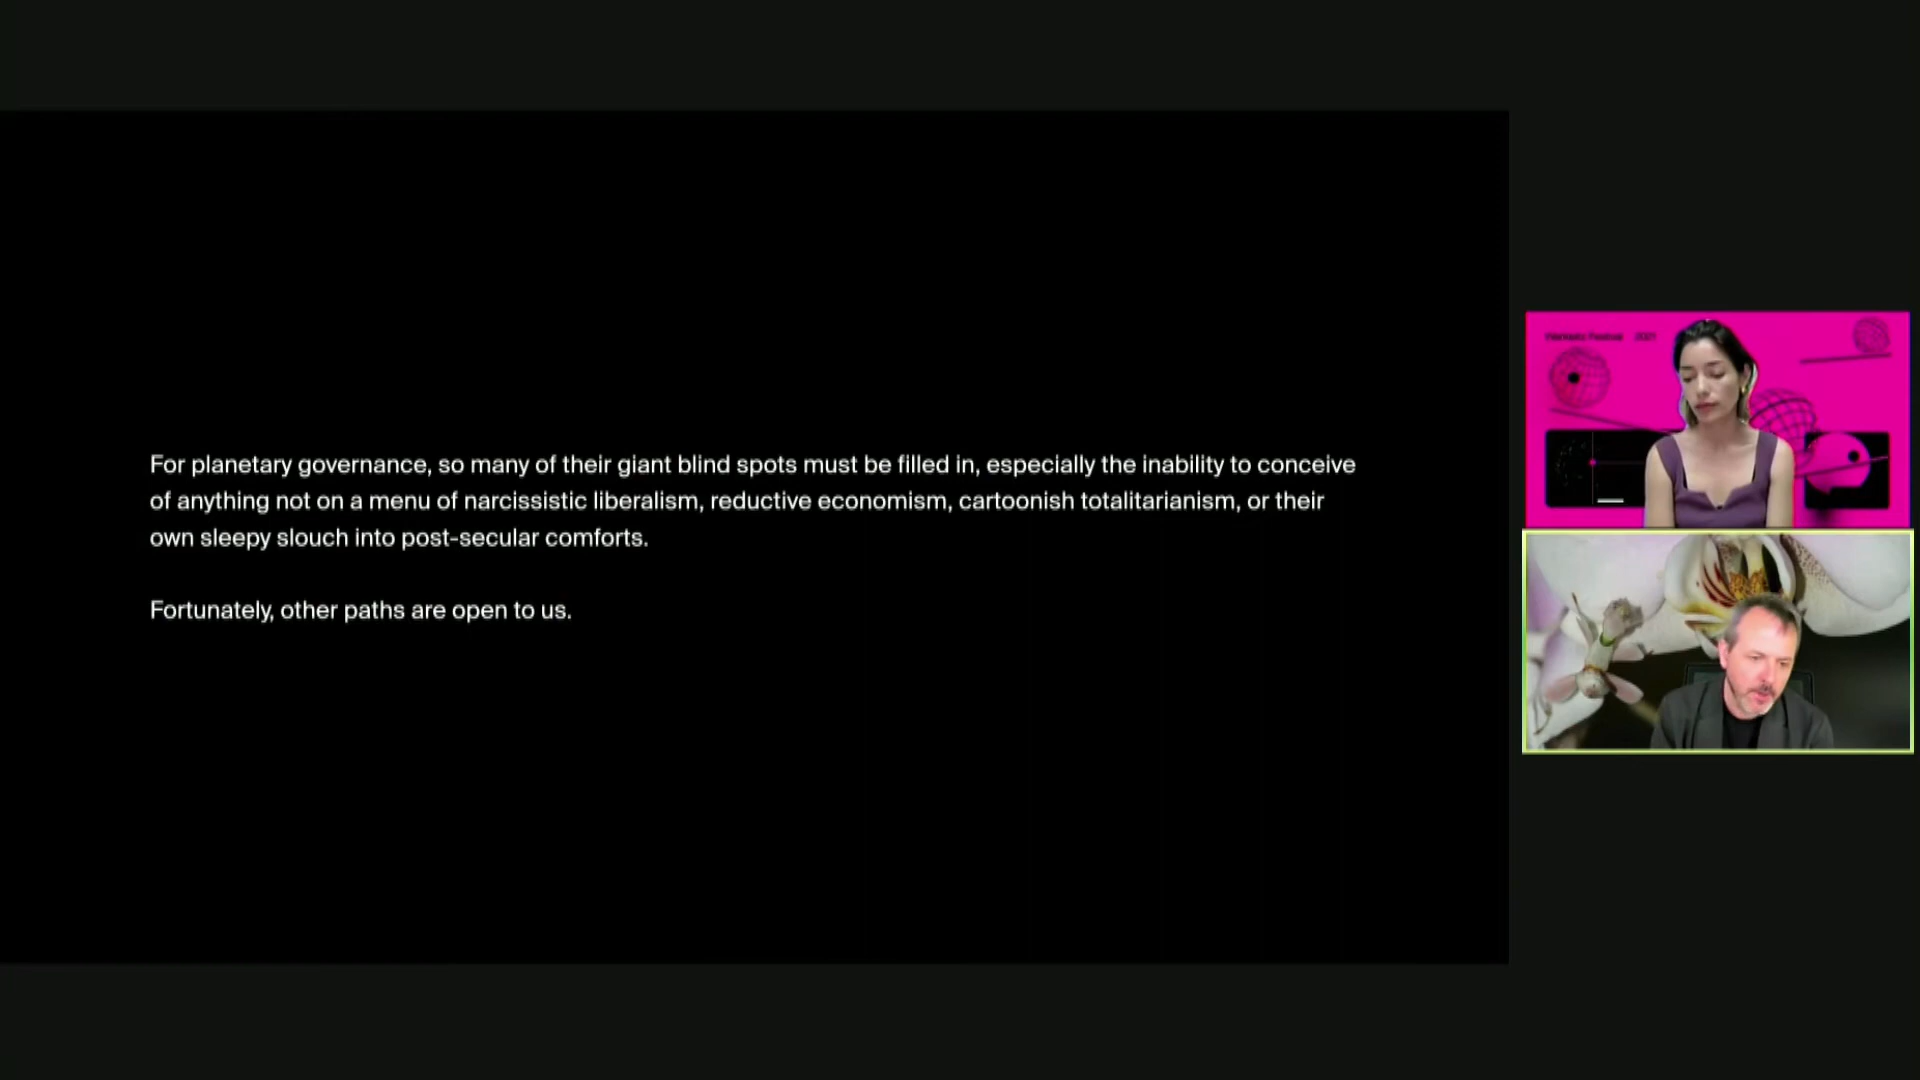 For planetary governance, so many of their giant blind spots must be filled in, especially the inability to conceive
of anything not on a menu of narcissistic liberalism, reductive economism, cartoonish totalitarianism, or their
own sleepy slouch into post-secular comforts.
Fortunately, other paths are open to us.
2021